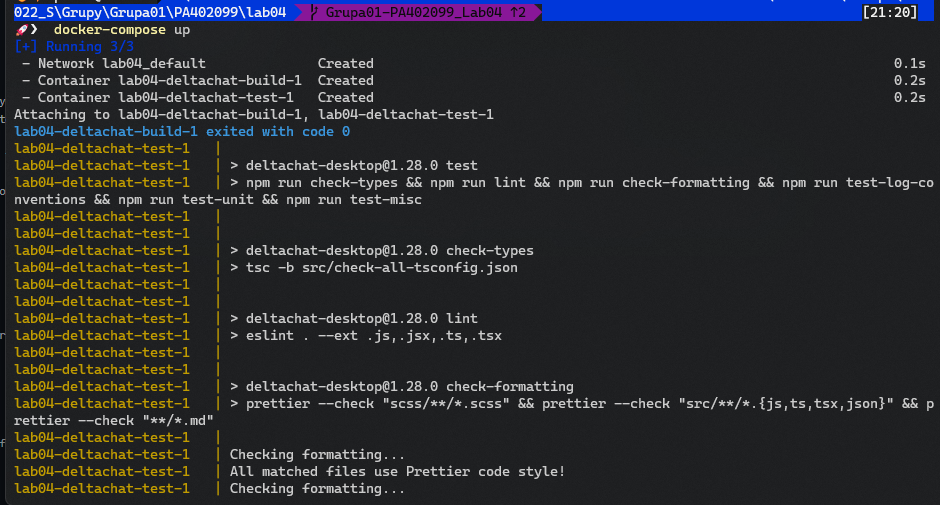 022_S\Grupy\Grupa01\PA402099\lab04 Grupa01-PA402099_Lab04 ↑2 [21:20]
🚀❯ docker-compose up
[+] Running 3/3
- Network lab04_default Created 0.1s
- Container lab04-deltachat-build-1 Created 0.2s
- Container lab04-deltachat-test-1 Created 0.2s
Attaching to lab04-deltachat-build-1, lab04-deltachat-test-1
lab04-deltachat-build-1 exited with code 0
lab04-deltachat-test-1 |
lab04-deltachat-test-1 | > deltachat-desktop@1.28.0 test
lab04-deltachat-test-1 | > npm run check-types && npm run lint && npm run check-formatting && npm run test-log-co
nventions && npm run test-unit && npm run test-misc
lab04-deltachat-test-1 |
lab04-deltachat-test-1 |
lab04-deltachat-test-1 | > deltachat-desktop@1.28.0 check-types
lab04-deltachat-test-1 | > tsc -b src/check-all-tsconfig.json
lab04-deltachat-test-1 |
lab04-deltachat-test-1 |
lab04-deltachat-test-1 | > deltachat-desktop@1.28.0 lint
lab04-deltachat-test-1 | > eslint . --ext .js,.jsx,.ts,.tsx
lab04-deltachat-test-1 |
lab04-deltachat-test-1 |
lab04-deltachat-test-1 | > deltachat-desktop@1.28.0 check-formatting
lab04-deltachat-test-1 | > prettier --check "scss/**/*.scss" && prettier --check "src/**/*.{js,ts,tsx,json}" && p
rettier --check "**/*.md"
lab04-deltachat-test-1 |
lab04-deltachat-test-1 | Checking formatting...
lab04-deltachat-test-1 | All matched files use Prettier code style!
lab04-deltachat-test-1 | Checking formatting...